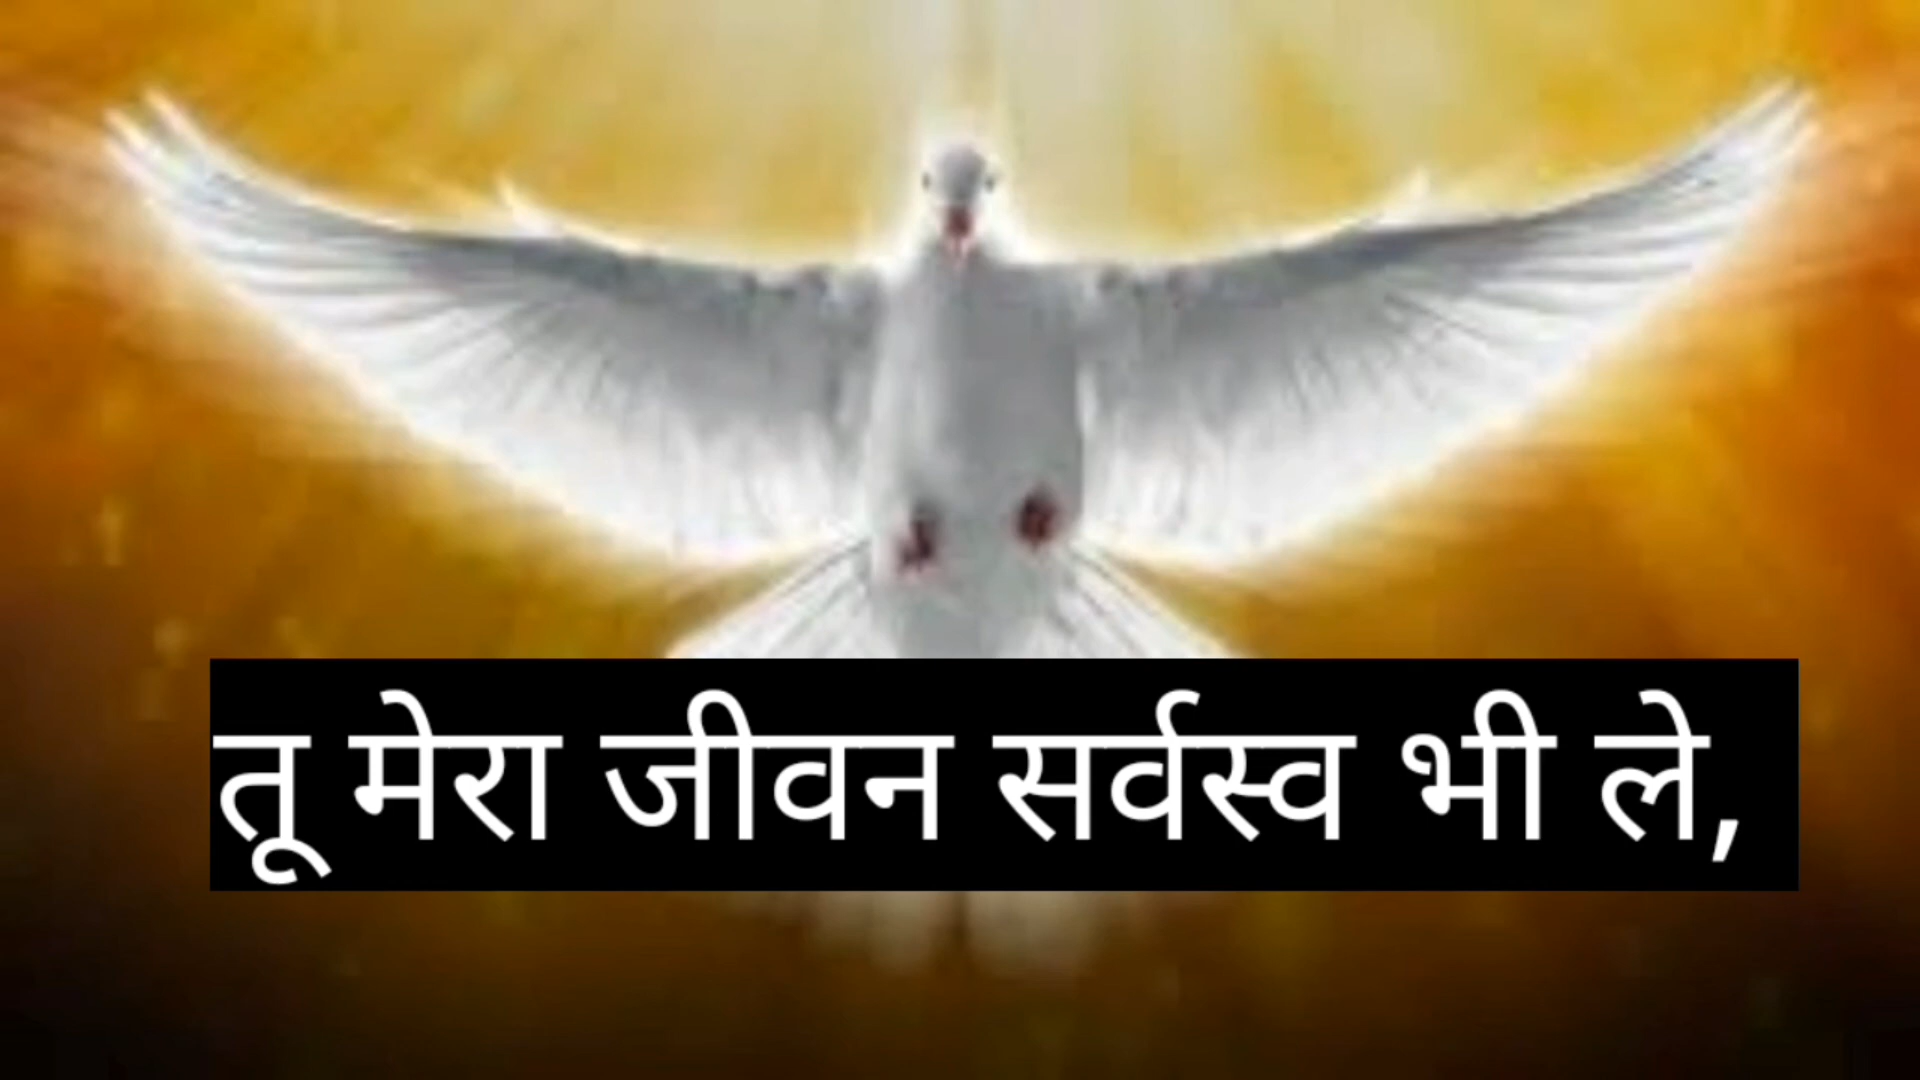 तू मेरा जीवन सर्वस्व भी ले,